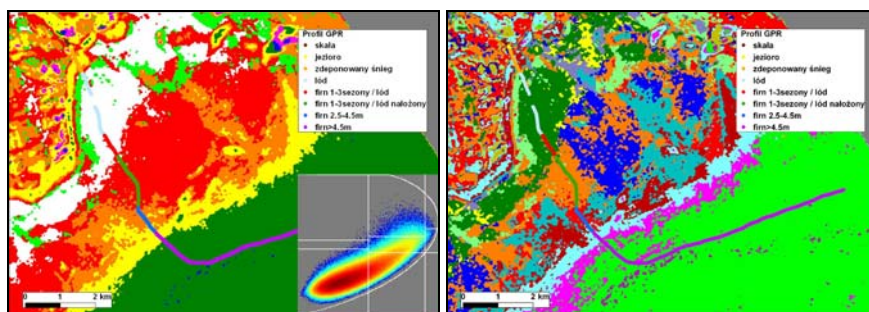 Profil GPR
skała
jezioro
zdeponowany śnieg
lód
firn 1-3sezony / lód
firn 1-3sezony / lód nałożony
firn 2.5-4.5m
firn>4.5m
0 1 2 km
Profil GPR
skała
jezioro
zdeponowany śnieg
lód
firn 1-3sezony / lód
firn 1-3sezony / lód nałożony
firn 2.5-4.5m
firn>4.5m
0 1 2 km